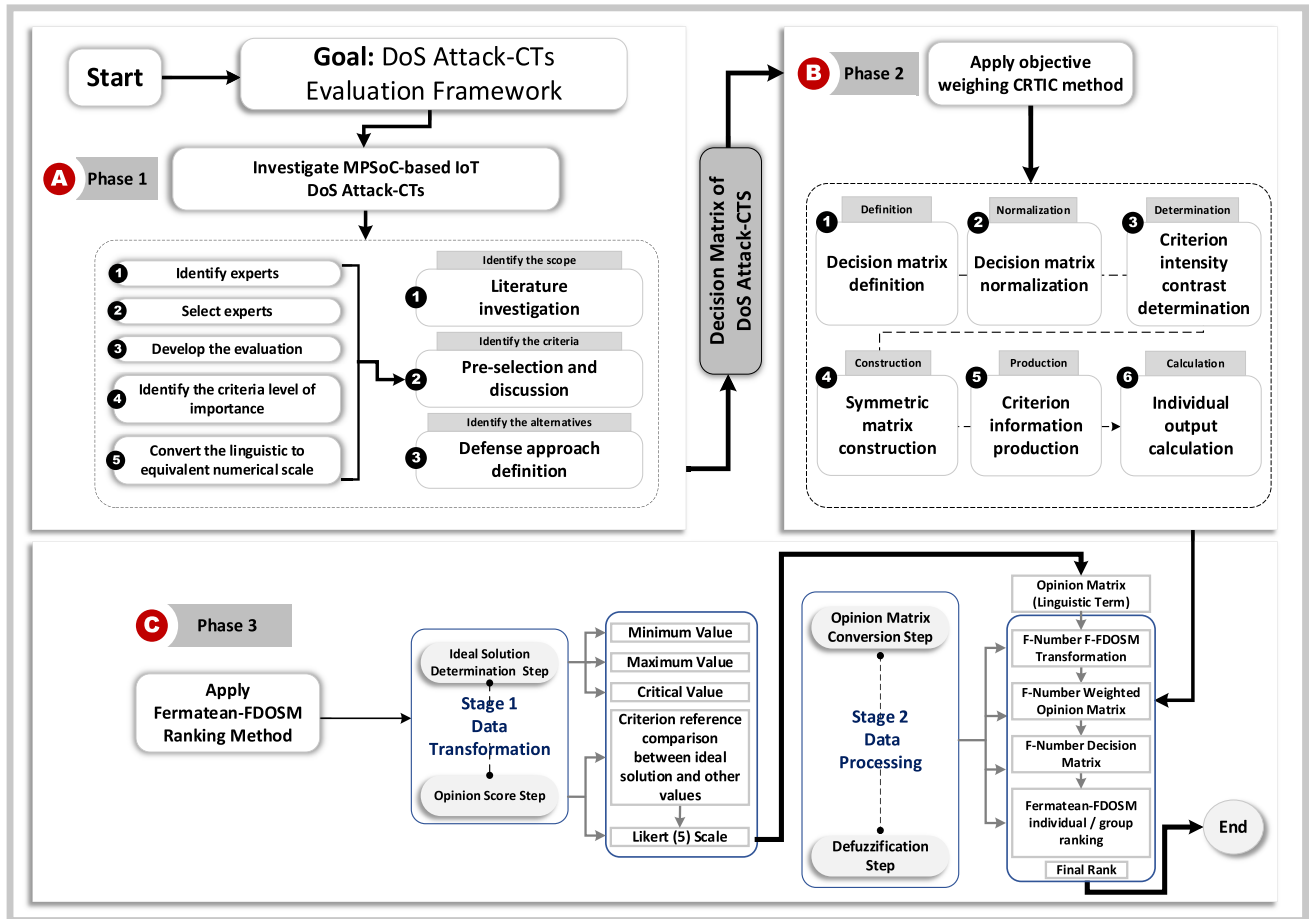 Start
Goal: DoS Attack-CTs
Evaluation Framework
A
Phase 1
Investigate MPSoC-based IoT
DoS Attack-CTs
1
Identify experts
2
Select experts
3
Develop the evaluation
4
Identify the criteria level of
importance
5
Convert the linguistic to
equivalent numerical scale
Identify the scope
1
Literature
investigation
Identify the criteria
2
Pre-selection and
discussion
Identify the alternatives
3
Defense approach
definition
Decision Matrix of
DoS Attack-CTS
B
Phase 2
Apply objective
weighing CRTIC method
Definition
1
Decision matrix
definition
Normalization
2
Decision matrix
normalization
Determination
3
Criterion
intensity
contrast
determination
Construction
4
Symmetric
matrix
construction
Production
5
Criterion
information
production
Calculation
6
Individual
output
calculation
C
Phase 3
Apply
Fermatean-FDOSM
Ranking Method
Ideal Solution
Determination Step
Stage 1
Data
Transformation
Opinion Score Step
Minimum Value
Maximum Value
Critical Value
Criterion reference
comparison
between ideal
solution and other
values
Likert (5) Scale
Opinion Matrix
Conversion Step
Stage 2
Data
Processing
Defuzzification
Step
Opinion Matrix
(Linguistic Term)
F-Number F-FDOSM
Transformation
F-Number Weighted
Opinion Matrix
F-Number Decision
Matrix
Fermatean-FDOSM
individual / group
ranking
Final Rank
End